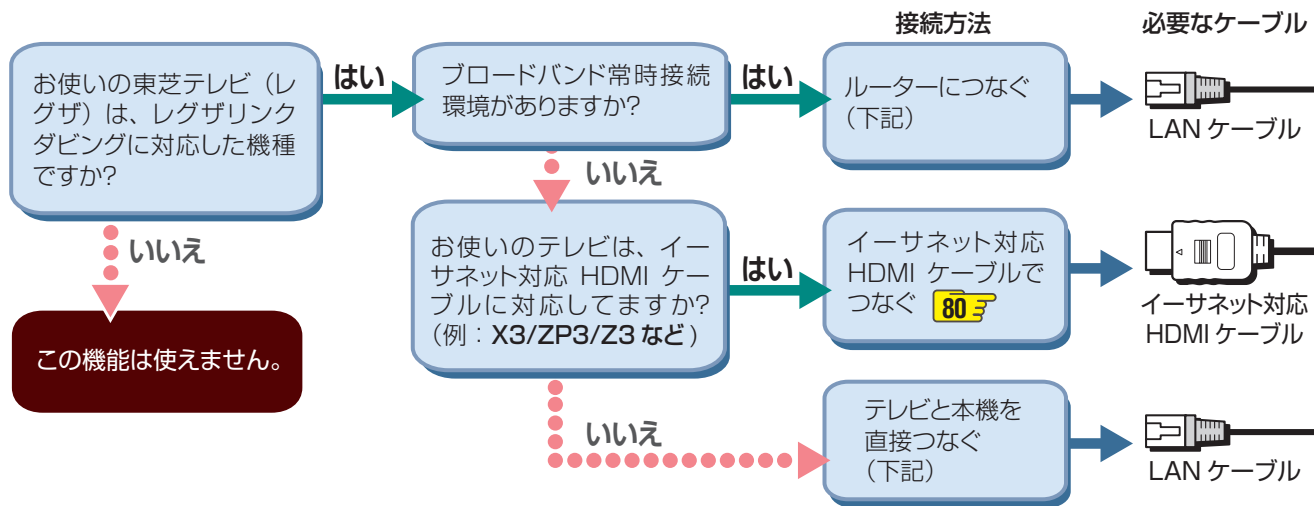 接続方法
必要なケーブル
お使いの東芝テレビ（レ
グザ）は、レグザリンク
ダビングに対応した機種
ですか？
はい
ブロードバンド常時接続
環境がありますか？
はい
ルーターにつなぐ
（下記）
LAN ケーブル
いいえ
いいえ
お使いのテレビは、イー
サネット対応 HDMI ケー
ブルに対応してますか？
（例：X3/ZP3/Z3 など）
はい
イーサネット対応
HDMI ケーブルで
つなぐ 80
イーサネット対応
HDMI ケーブル
この機能は使えません。
いいえ
テレビと本機を
直接つなぐ
（下記）
LAN ケーブル